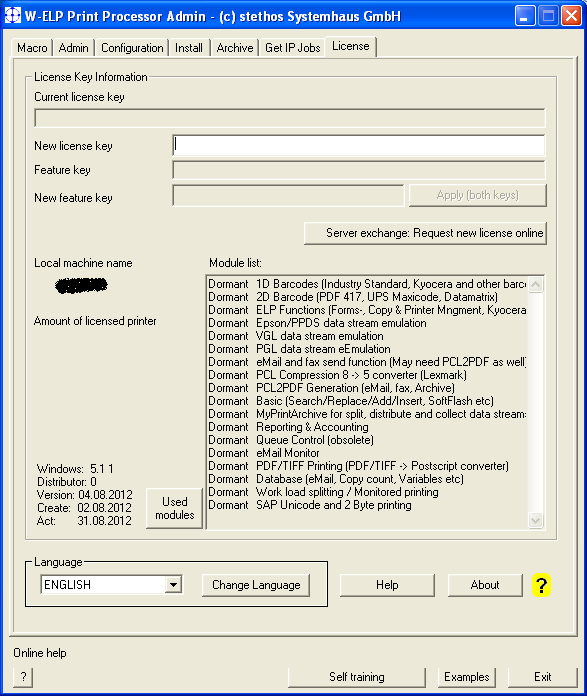 W-ELP Print Processor Admin - (c) stethos Systemhaus GmbH
Macro Admin Configuration Install Archive Get IP Jobs License
License Key Information
Current license key
New license key
Feature key
New feature key Apply (both keys)
Server exchange: Request new license online
Local machine name Module list:
Dormant 1D Barcodes (Industry Standard, Kyocera and other barc
Dormant 2D Barcode (PDF 417, UPS Maxicode, Datamatrix)
Dormant ELP Functions (Forms-, Copy & Printer Mngment, Kyocera
Amount of licensed printer Dormant Epson/PPDS data stream emulation
Dormant VGL data stream emulation
Dormant PGL data stream eEmulation
Dormant eMail and fax send function (May need PCL2PDF as well)
Dormant PCL Compression 8 -> 5 converter (Lexmark)
Dormant PCL2PDF Generation (eMail, fax, Archive)
Dormant Basic (Search/Replace/Add/Insert, SoftFlash etc)
Dormant MyPrintArchive for split, distribute and collect data stream:
Dormant Reporting & Accounting
Dormant Queue Control (obsolete)
Dormant eMail Monitor
Dormant PDF/TIFF Printing (PDF/TIFF -> Postscript converter)
Dormant Database (eMail, Copy count, Variables etc)
Dormant Work load splitting / Monitored printing
Dormant SAP Unicode and 2 Byte printing
Windows: 5.1 1
Distributor: 0
Version: 04.08.2012
Create: 02.08.2012
Act: 31.08.2012
Used
modules
Language
ENGLISH Change Language Help About ?
Online help
? Self training Examples Exit